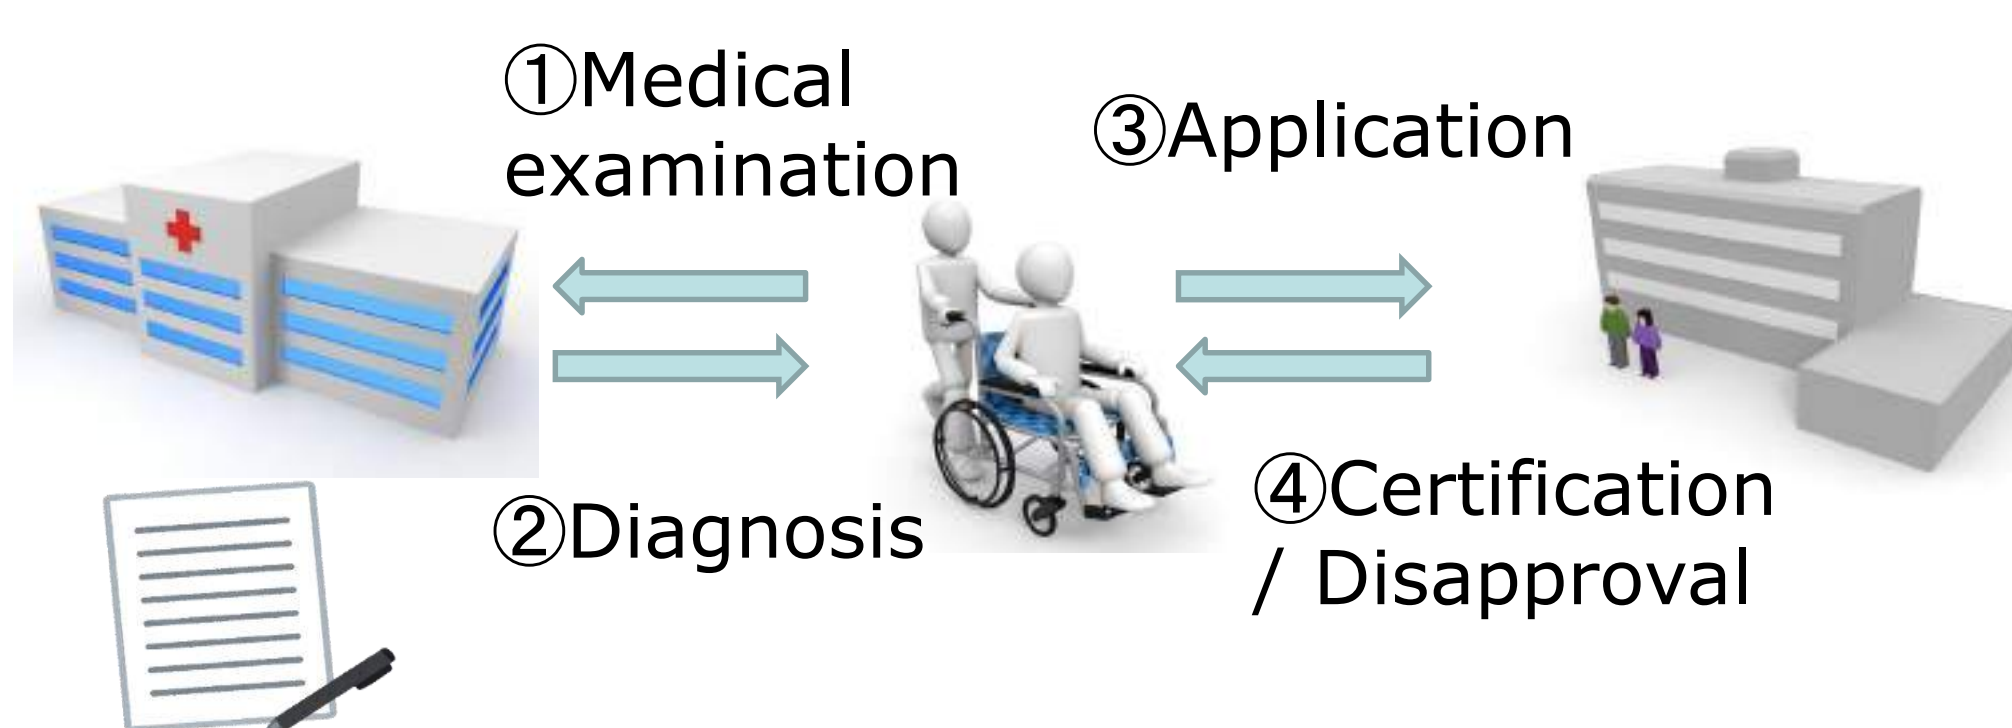 ①Medical
examination
②Diagnosis
③Application
④Certification
/ Disapproval